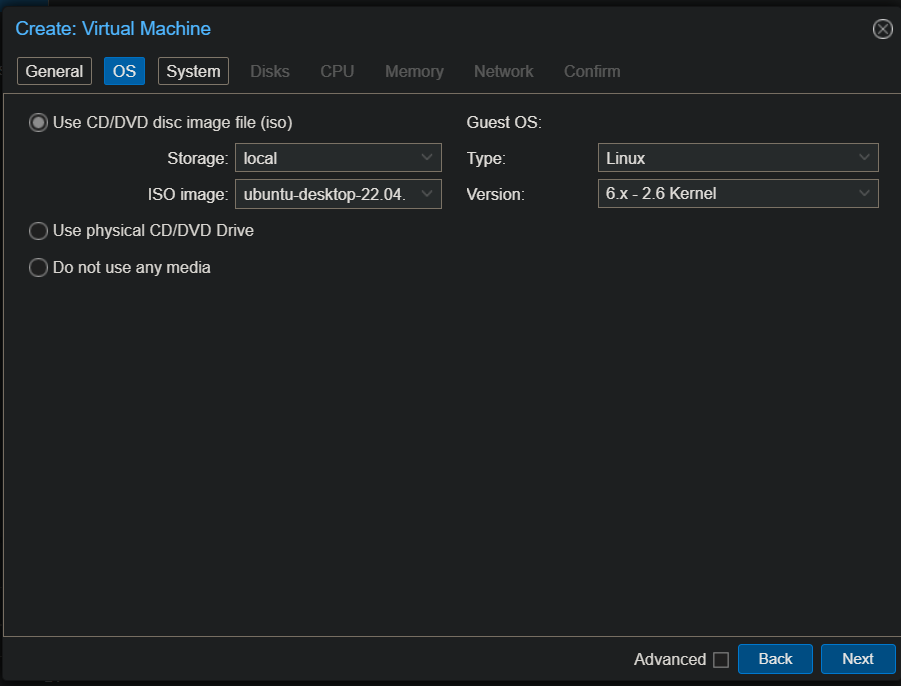 Create: Virtual Machine
General OS System Disks CPU Memory Network Confirm
Use CD/DVD disc image file (iso) Guest OS:
Storage: local Type: Linux
ISO image: ubuntu-desktop-22.04. Version: 6.x - 2.6 Kernel
Use physical CD/DVD Drive
Do not use any media
Advanced Back Next